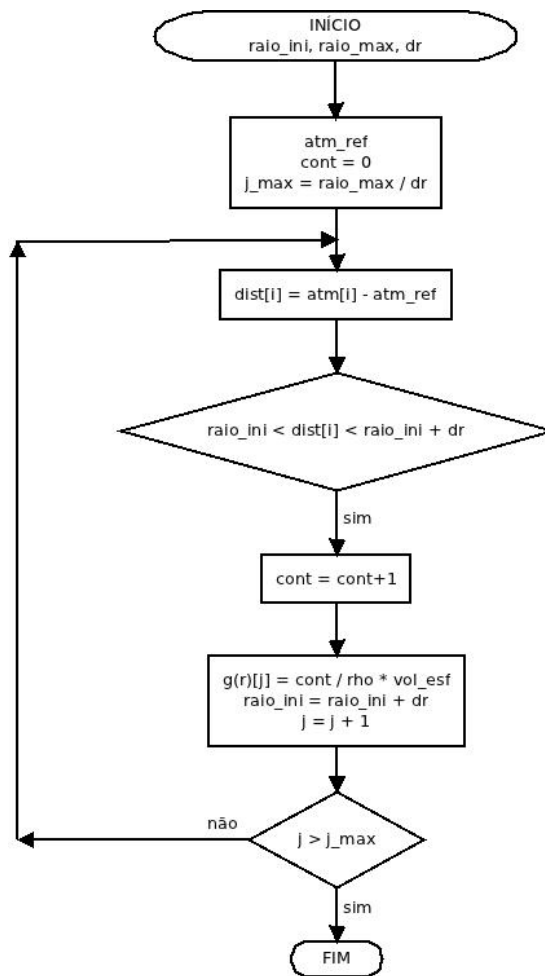 INÍCIO
raio_ini, raio_max, dr
atm_ref
cont = 0
j_max = raio_max / dr
dist[i] = atm[i] - atm_ref
raio_ini < dist[i] < raio_ini + dr
sim
cont = cont+1
g(r)[j] = cont / rho * vol_esf
raio_ini = raio_ini + dr
j = j + 1
não
j > j_max
sim
FIM